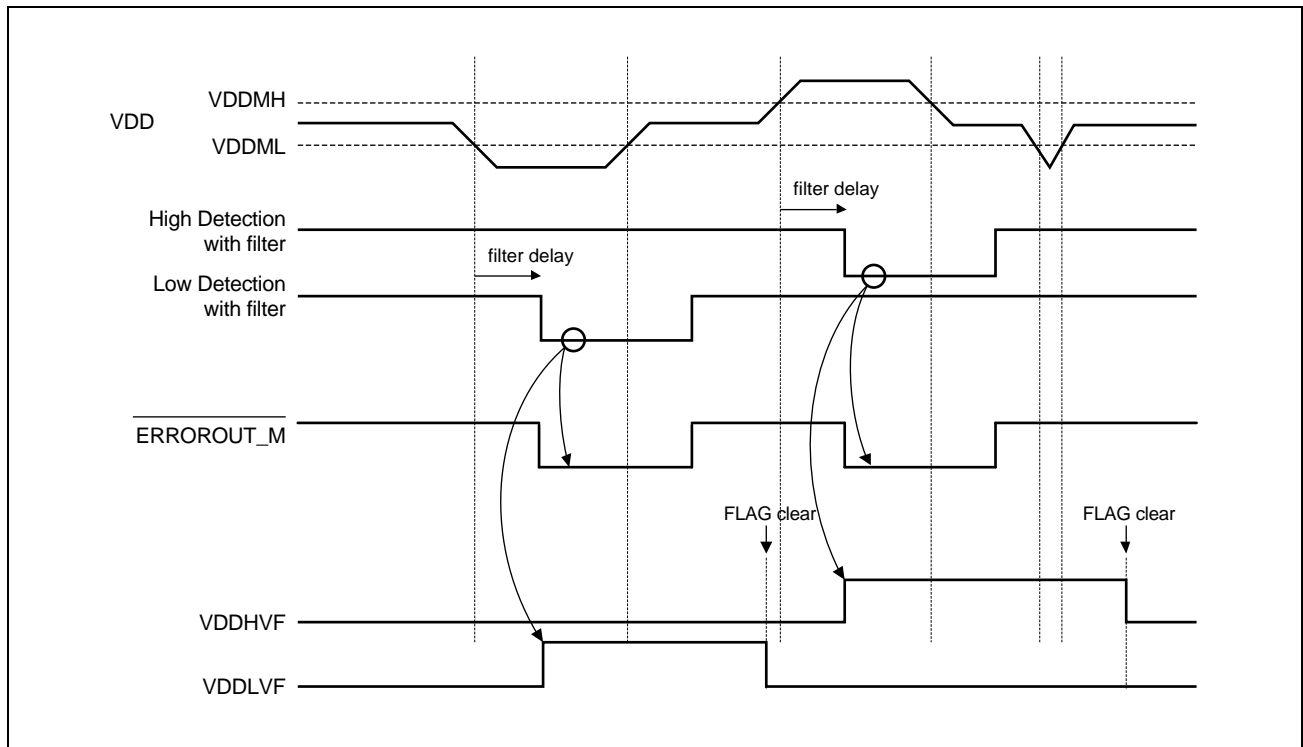 VDDMH
VDD
VDDML
filter delay
High Detection
with filter
filter delay
Low Detection
with filter
ERROROUT_M
FLAG clear
FLAG clear
VDDHVF
VDDLVF